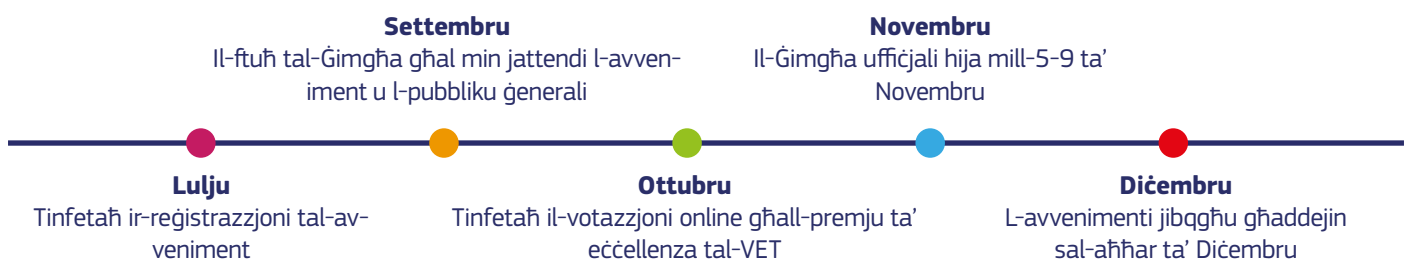 Settembru
Il-ftuħ tal-Ġimgħa għal min jattendi l-avven-
iment u l-pubbliku ġenerali
Novembru
Il-Ġimgħa uffiċjali hija mill-5-9 ta’
Novembru
Lulju
Tinfetaħ ir-reġistrazzjoni tal-av-
veniment
Ottubru
Tinfetaħ il-votazzjoni online għall-premju ta’
eċċellenza tal-VET
Diċembru
L-avvenimenti jibqgħu għaddejin
sal-aħħar ta’ Diċembru